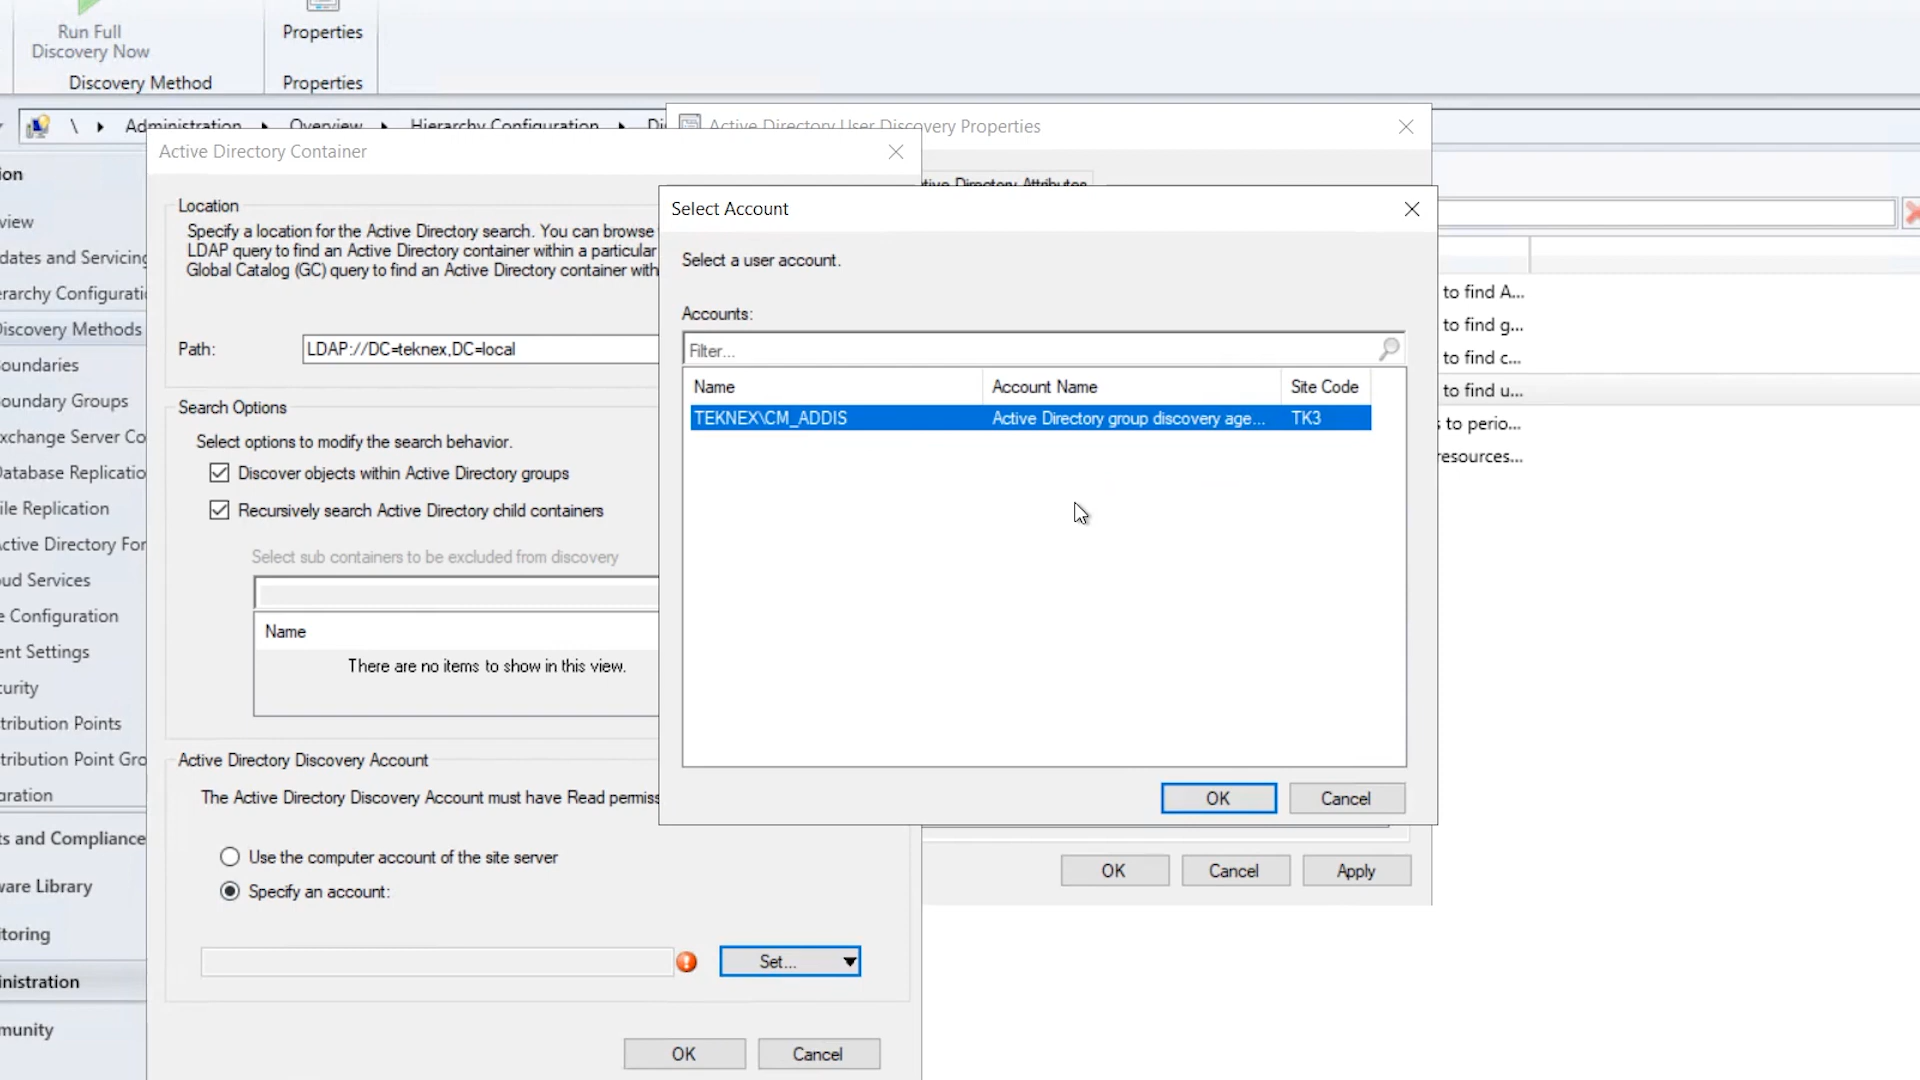 Run Full
Discovery Now
Properties
Discovery Method
Properties
\ Administration Overview Hierarchy Configuration
Active Directory User Discovery Properties
Active Directory Container
Select Account
Location
Specify a location for the Active Directory search. You can browse
LDAP query to find an Active Directory container within a particular
Global Catalog (GC) query to find an Active Directory container with
Path:
LDAP://DC=teknex,DC=local
Search Options
Select options to modify the search behavior.
Discover objects within Active Directory groups
Recursively search Active Directory child containers
Select sub containers to be excluded from discovery
Name
There are no items to show in this view.
Active Directory Discovery Account
The Active Directory Discovery Account must have Read permiss
Use the computer account of the site server
Specify an account:
Set...
OK
Cancel
tive Directory Attributes
Select a user account.
Accounts:
Filter...
Name Account Name Site Code
TEKNEX\CM_ADDIS Active Directory group discovery age... TK3
OK
Cancel
OK
Cancel
Apply
ion
view
dates and Servicing
erarchy Configurati
Discovery Methods
oundaries
oundary Groups
xchange Server Co
Database Replicatio
ile Replication
ctive Directory For
oud Services
e Configuration
ent Settings
curity
tribution Points
tribution Point Gro
gration
ts and Compliance
ware Library
itoring
inistration
munity
to find A...
to find g...
to find c...
to find u...
s to perio...
resources...